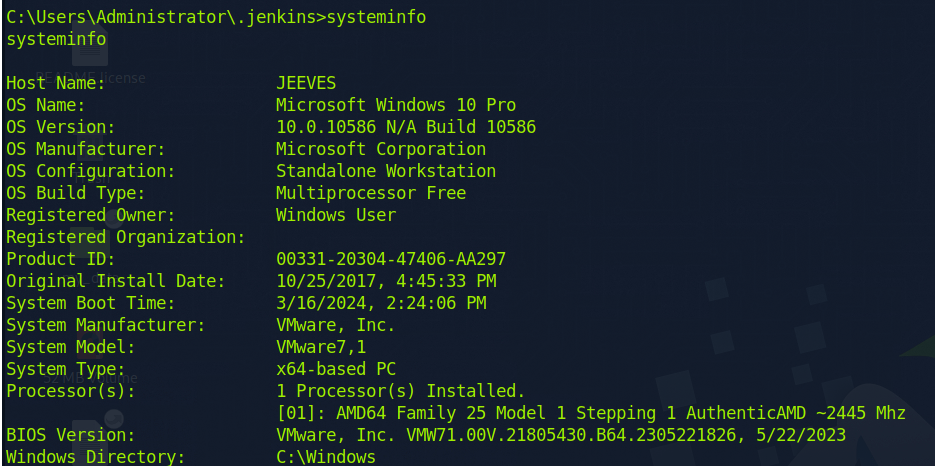 C:\Users\Administrator\.jenkins>systeminfo
systeminfo
README.license
Host Name: JEEVES
OS Name: Microsoft Windows 10 Pro
OS Version: 10.0.10586 N/A Build 10586
OS Manufacturer: Microsoft Corporation
OS Configuration: Standalone Workstation
OS Build Type: Multiprocessor Free
Registered Owner: Windows User
Registered Organization:
Product ID: 00331-20304-47406-AA297
Original Install Date: 10/25/2017, 4:45:33 PM
System Boot Time: 3/16/2024, 2:24:06 PM
System Manufacturer: VMware, Inc.
System Model: VMware7,1
System Type: x64-based PC
52 MB Volume
Processor(s): 1 Processor(s) Installed.
[01]: AMD64 Family 25 Model 1 Stepping 1 AuthenticAMD ~2445 Mhz
BIOS Version: VMware, Inc. VMW71.00V.21805430.B64.2305221826, 5/22/2023
Windows Directory: C:\Windows